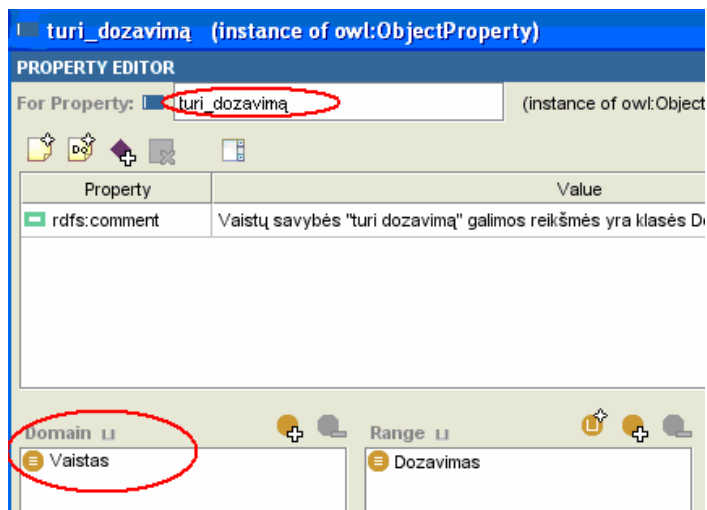 turi_dozavimą (instance of owl:ObjectProperty)
PROPERTY EDITOR
For Property: turi_dozavimą (instance of owl:Object
Property Value
rdfs:comment Vaistų savybės "turi dozavimą" galimos reikšmės yra klasės D
Domain Range
Vaistas Dozavimas